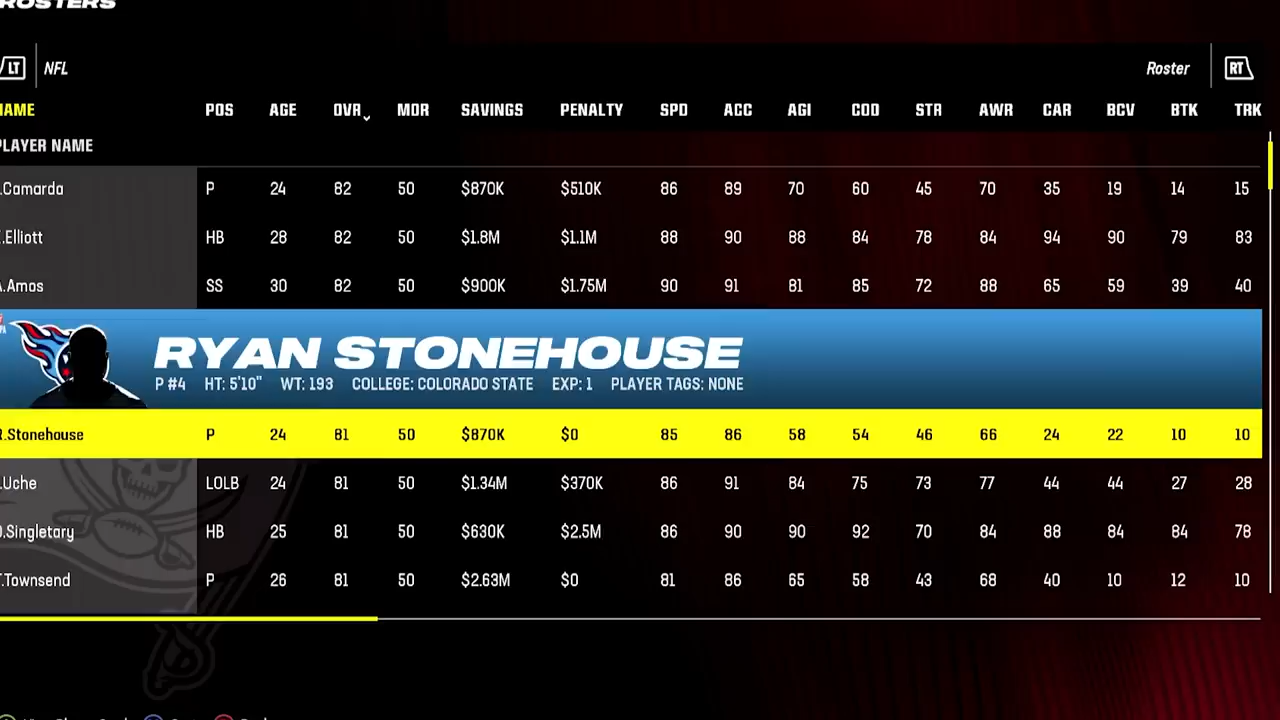 ROSTERS
LT NFL Roster RT
NAME POS AGE OVR MDR SAVINGS PENALTY SPD ACC AGI COD STR AWR CAR BCV BTK TRK
PLAYER NAME
.Camarda P 24 82 50 $870K $510K 86 89 70 60 45 70 35 19 14 15
.Elliott HB 28 82 50 $1.8M $1.1M 88 90 88 84 78 84 94 90 79 83
A.Amos SS 30 82 50 $900K $1.75M 90 91 81 85 72 88 65 59 39 40
RYAN STONEHOUSE
P #4 HT: 5'10" WT: 193 COLLEGE: COLORADO STATE EXP: 1 PLAYER TAGS: NONE
R.Stonehouse P 24 81 50 $870K $0 85 86 58 54 46 66 24 22 10 10
.Uche LOLB 24 81 50 $1.34M $370K 86 91 84 75 73 77 44 44 27 28
D.Singletary HB 25 81 50 $630K $2.5M 86 90 90 92 70 84 88 84 84 78
T.Townsend P 26 81 50 $2.63M $0 81 86 65 58 43 68 40 10 12 10